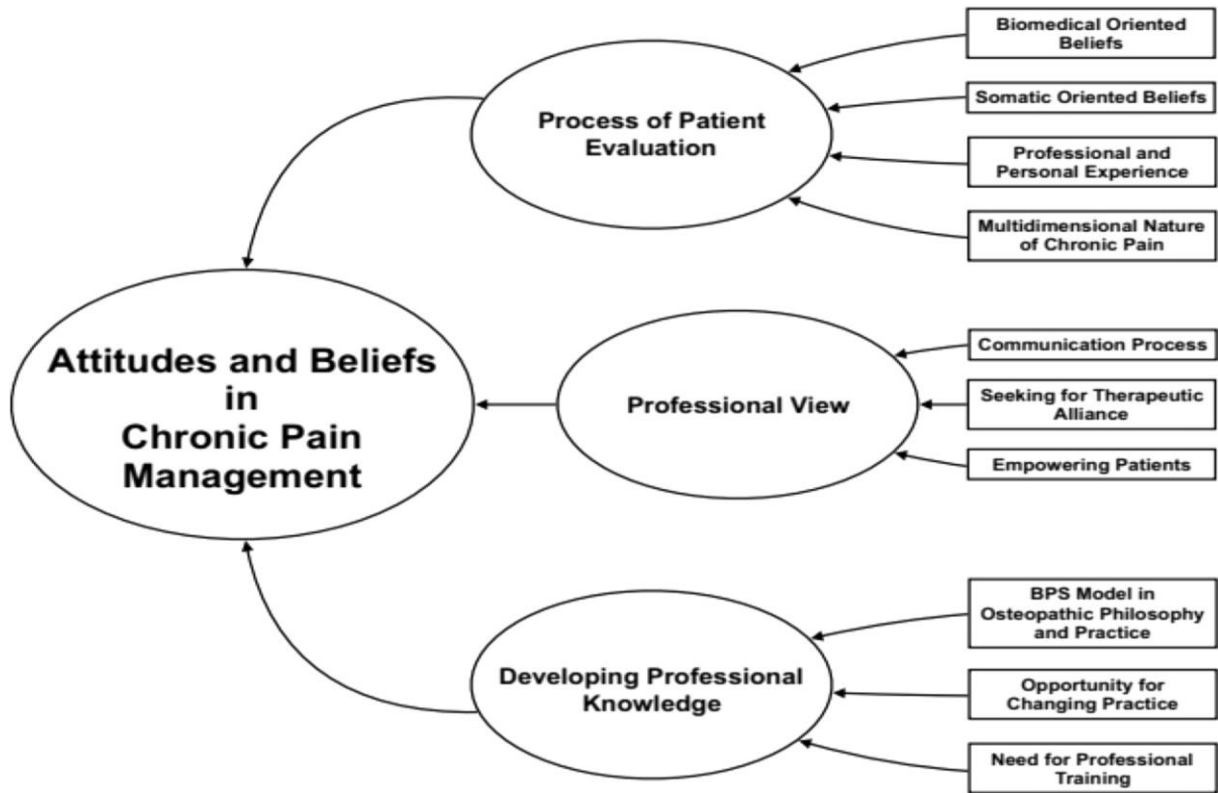 Biomedical Oriented
Beliefs
Somatic Oriented Beliefs
Professional and
Personal Experience
Multidimensional Nature
of Chronic Pain
Process of Patient
Evaluation
Attitudes and Beliefs
in
Chronic Pain
Management
Professional View
Communication Process
Seeking for Therapeutic
Alliance
Empowering Patients
Developing Professional
Knowledge
BPS Model in
Osteopathic Philosophy
and Practice
Opportunity for
Changing Practice
Need for Professional
Training